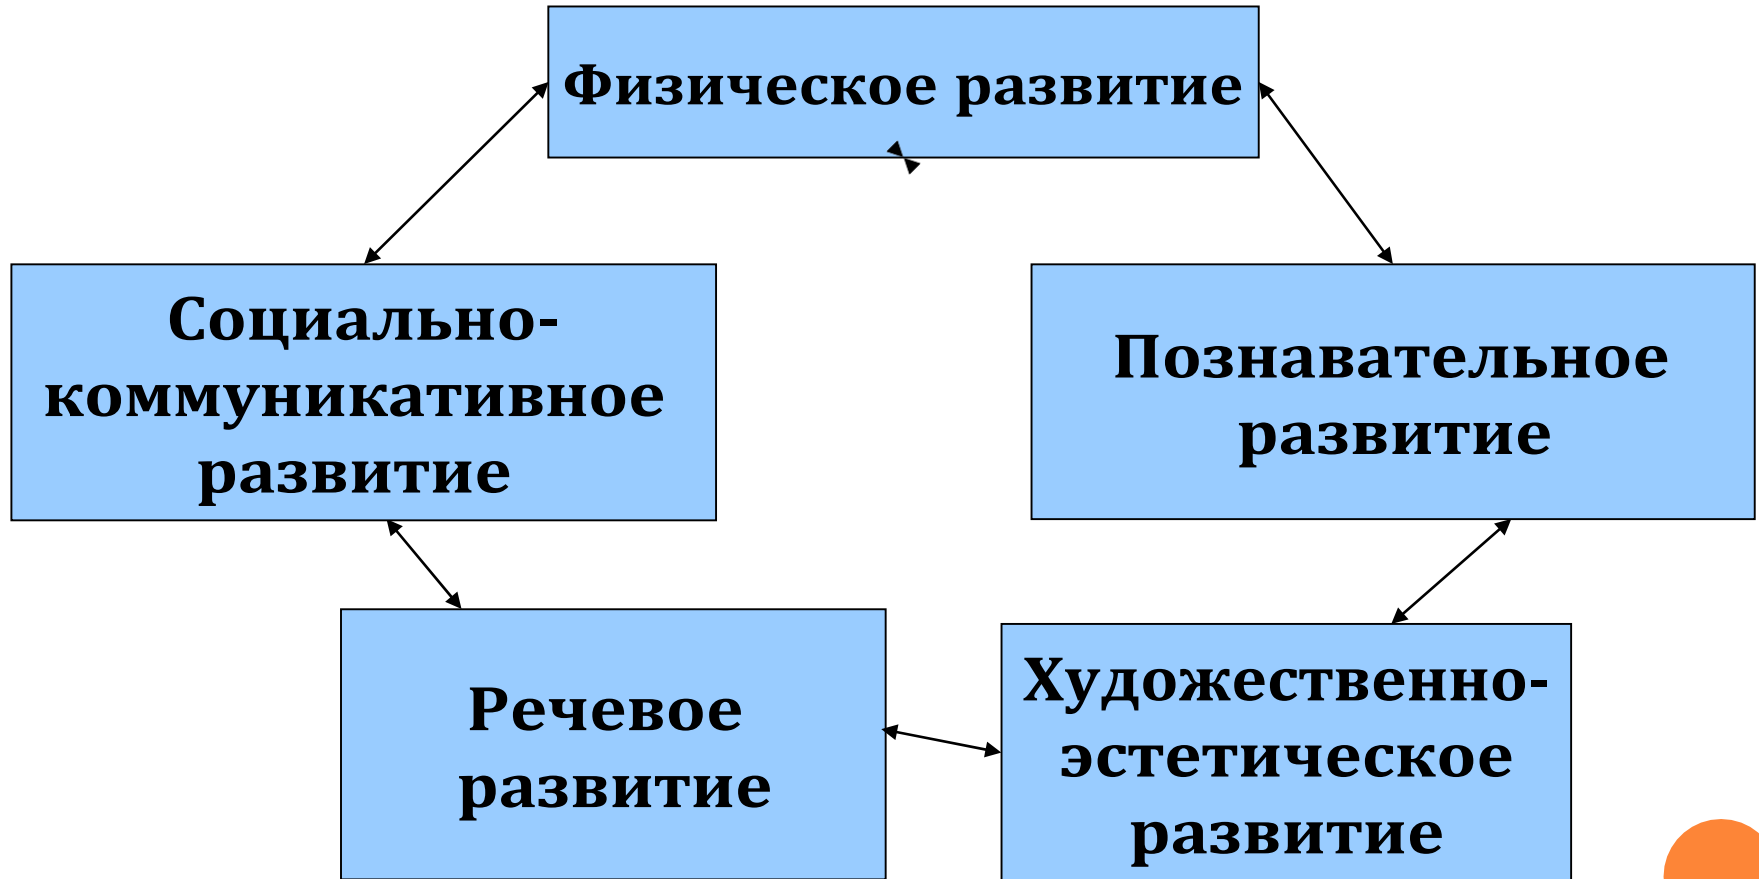 Физическое развитие
Социально-
коммуникативное
развитие
Познавательное
развитие
Речевое
развитие
Художественно-
эстетическое
развитие